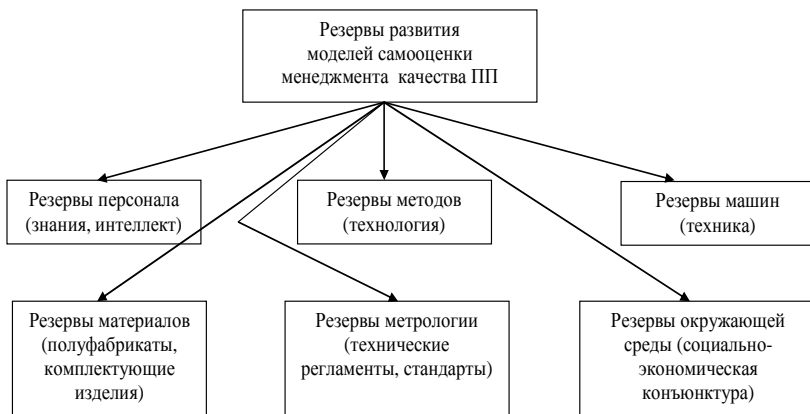 Резервы развития
моделей самооценки
менеджмента качества ПП
Резервы персонала
(знания, интеллект)
Резервы методов
(технология)
Резервы машин
(техника)
Резервы материалов
(полуфабрикаты,
комплектующие
изделия)
Резервы метрологии
(технические
регламенты, стандарты)
Резервы окружающей
среды (социально-
экономическая
конъюнктура)